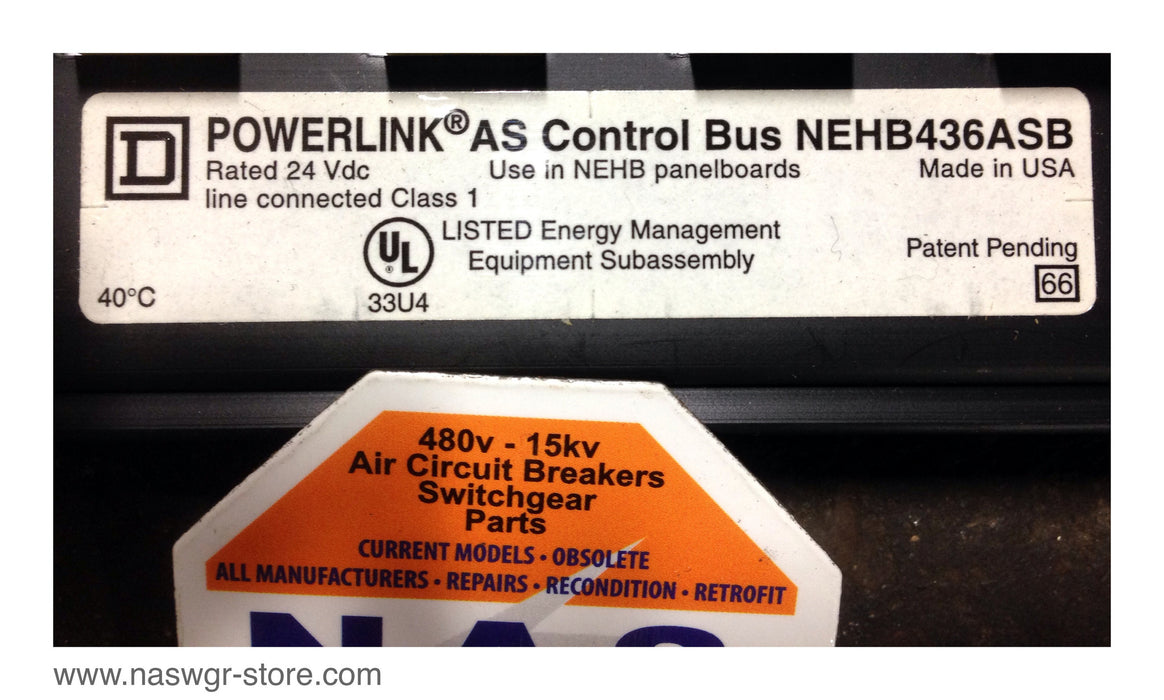 D POWERLINK® AS Control Bus NEHB436ASB
Rated 24 Vdc Use in NEHB panelboards Made in USA
line connected Class 1
UL® LISTED Energy Management
Equipment Subassembly Patent Pending
40°C 33U4 66
480v - 15kv
Air Circuit Breakers
Switchgear
Parts
CURRENT MODELS • OBSOLETE
ALL MANUFACTURERS • REPAIRS • RECONDITION • RETROFIT
NAS
www.naswgr-store.com